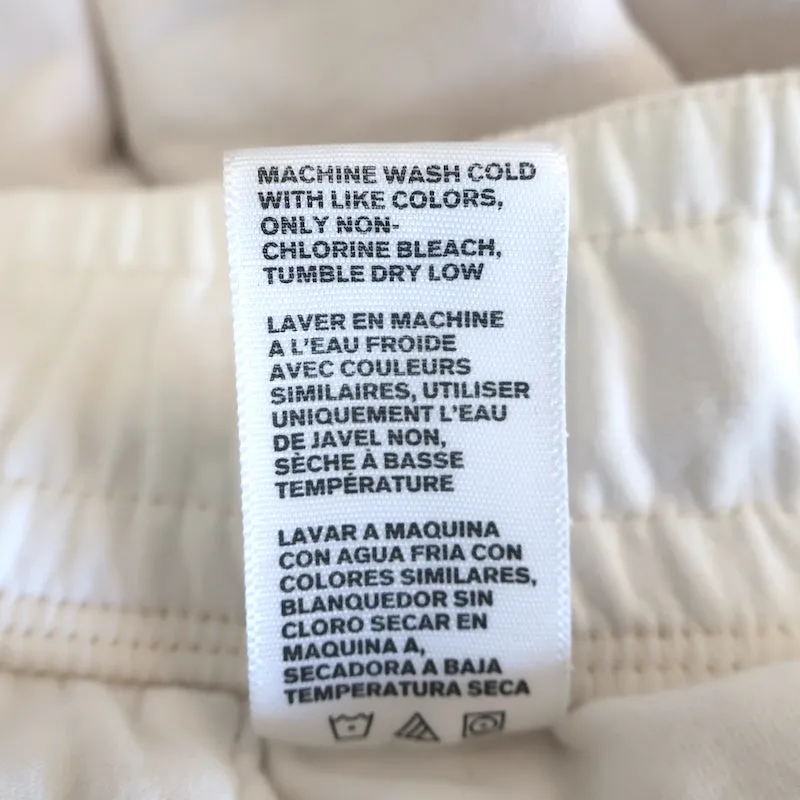 MACHINE WASH COLD
WITH LIKE COLORS,
ONLY NON-
CHLORINE BLEACH,
TUMBLE DRY LOW
LAVER EN MACHINE
A L'EAU FROIDE
AVEC COULEURS
SIMILAIRES, UTILISER
UNIQUEMENT L'EAU
DE JAVEL NON,
SÈCHE À BASSE
TEMPÉRATURE
LAVAR A MAQUINA
CON AGUA FRIA CON
COLORES SIMILARES,
BLANQUEDOR SIN
CLORO SECAR EN
MAQUINA A,
SECADORA A BAJA
TEMPERATURA SECA